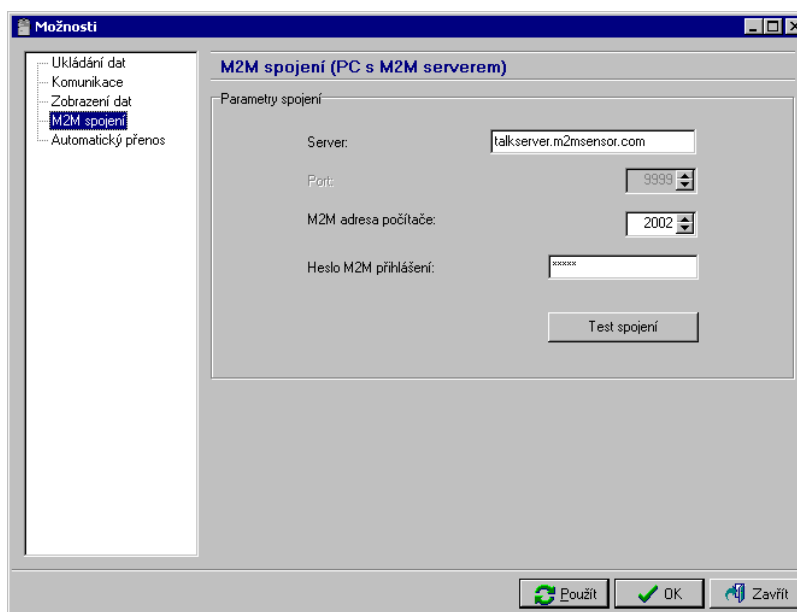 Možnosti
Ukládání dat
Komunikace
Zobrazení dat
M2M spojení
Automatický přenos
M2M spojení (PC s M2M serverem)
Parametry spojení
Server: talkserver.m2msensor.com
Port: 9999
M2M adresa počítače: 2002
Heslo M2M přihlášení: *****
Test spojení
Použít OK Zavřít